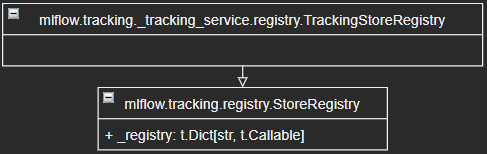 mlflow.tracking._tracking_service.registry.TrackingStoreRegistry
mlflow.tracking.registry.StoreRegistry
+ _registry: t.Dict[str, t.Callable]